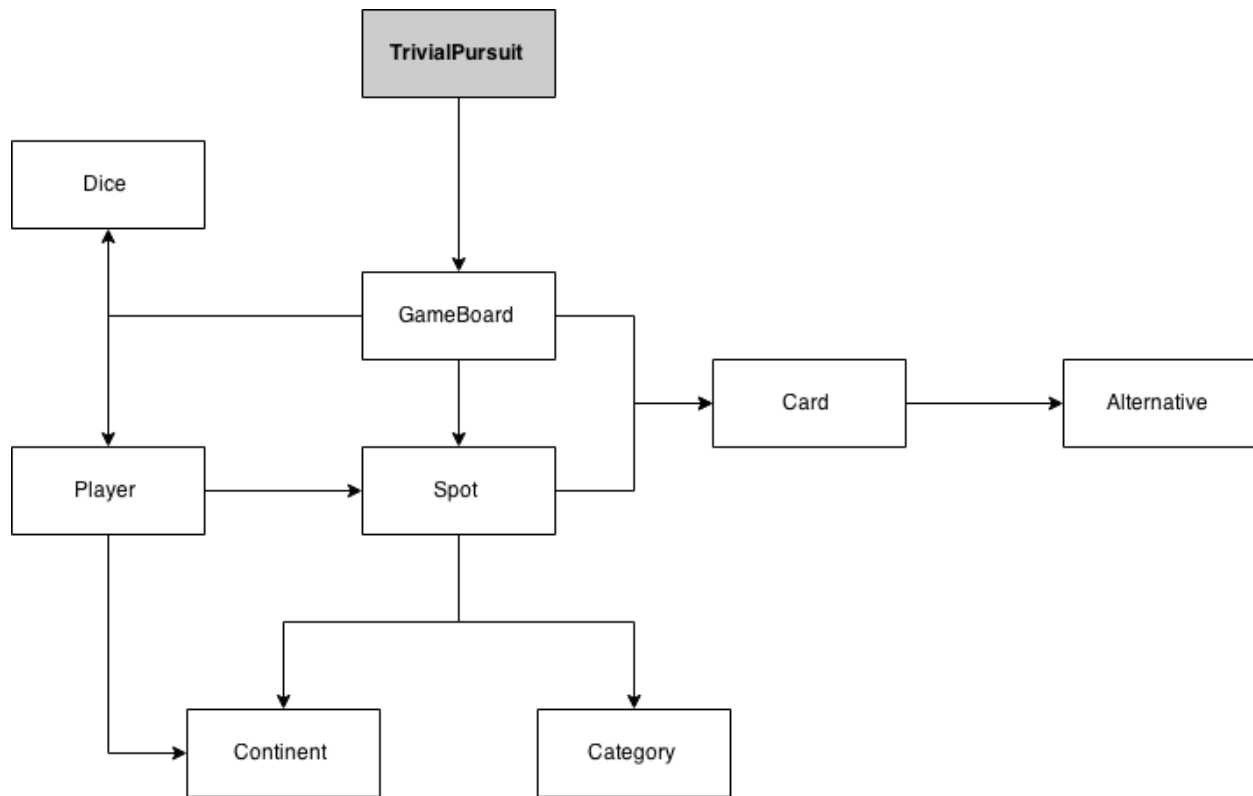 TrivialPursuit
Dice
GameBoard
Card
Alternative
Player
Spot
Continent
Category